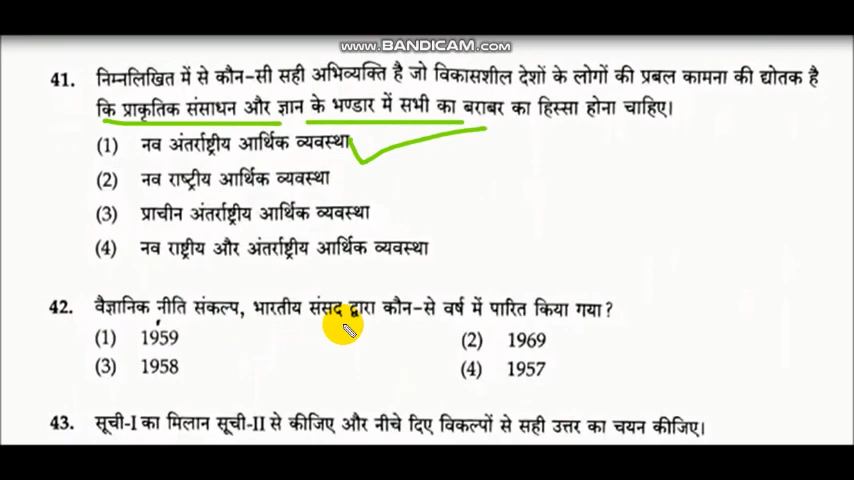 www.BANDICAM.com
41. निम्नलिखित में से कौन-सी सही अभिव्यक्ति है जो विकासशील देशों के लोगों की प्रबल कामना की द्योतक है
कि प्राकृतिक संसाधन और ज्ञान के भण्डार में सभी का बराबर का हिस्सा होना चाहिए।
(1) नव अंतर्राष्ट्रीय आर्थिक व्यवस्था
(2) नव राष्ट्रीय आर्थिक व्यवस्था
(3) प्राचीन अंतर्राष्ट्रीय आर्थिक व्यवस्था
(4) नव राष्ट्रीय और अंतर्राष्ट्रीय आर्थिक व्यवस्था
42. वैज्ञानिक नीति संकल्प, भारतीय संसद द्वारा कौन-से वर्ष में पारित किया गया?
(1) 1959 (2) 1969
(3) 1958 (4) 1957
43. सूची-I का मिलान सूची-II से कीजिए और नीचे दिए विकल्पों से सही उत्तर का चयन कीजिए।